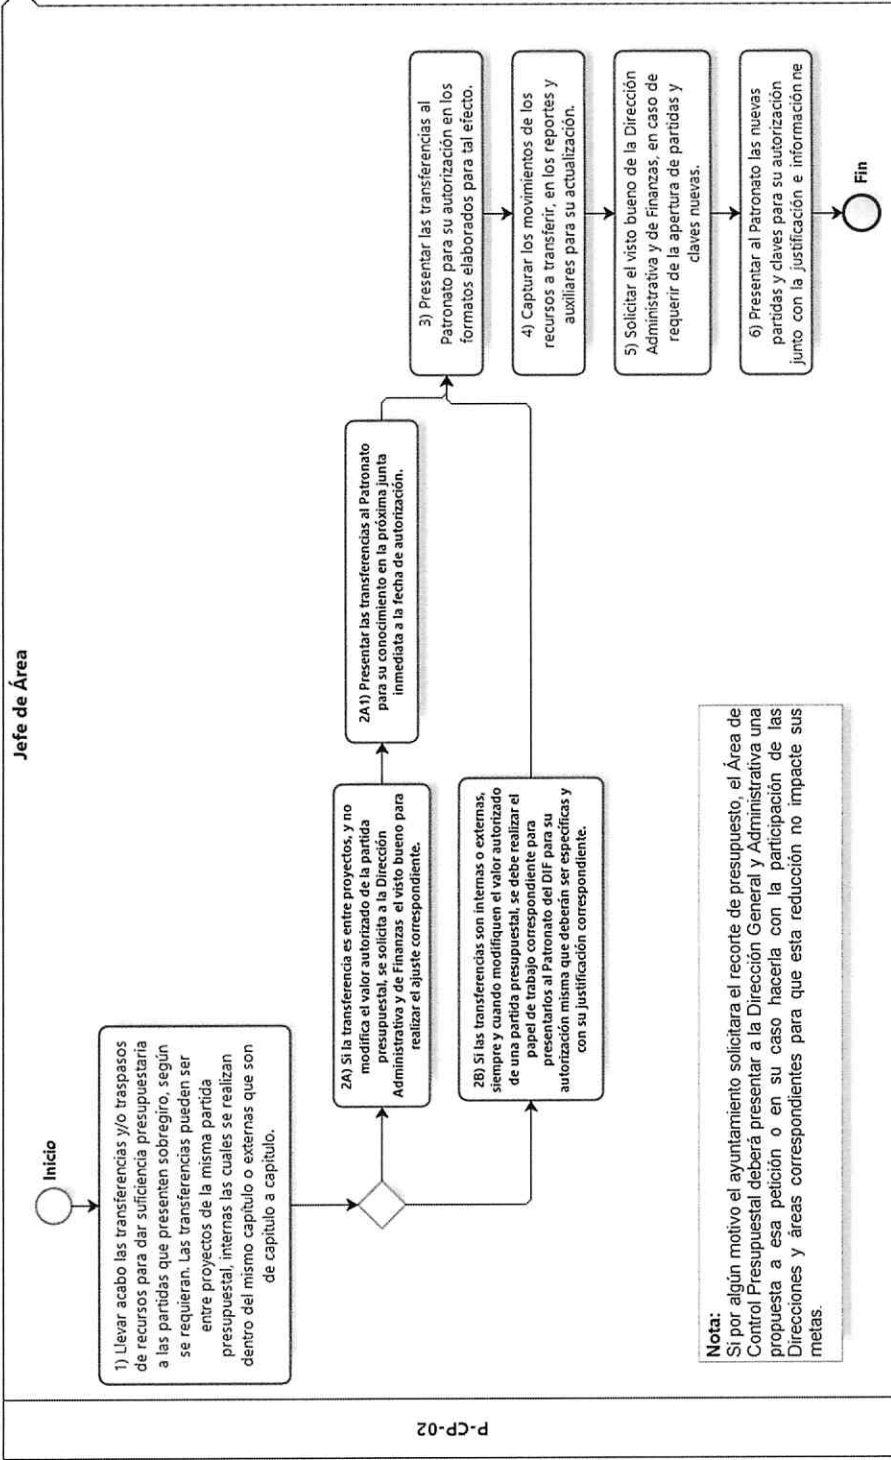 Jefe de Área
P-CP-02
Inicio
1) Llevar acabo las transferencias y/o traspasos
de recursos para dar suficiencia presupuestaria
a las partidas que presenten sobregiro, según
se requieran. Las transferencias pueden ser
entre proyectos de la misma partida
presupuestal, internas las cuales se realizan
dentro del mismo capítulo o externas que son
de capítulo a capítulo.
2A) Si la transferencia es entre proyectos, y no
modifica el valor autorizado de la partida
presupuestal, se solicita a la Dirección
Administrativa y de Finanzas el visto bueno para
realizar el ajuste correspondiente.
2A1) Presentar las transferencias al Patronato
para su conocimiento en la próxima junta
inmediata a la fecha de autorización.
2B) Si las transferencias son internas o externas,
siempre y cuando modifiquen el valor autorizado
de una partida presupuestal, se debe realizar el
papel de trabajo correspondiente para
presentarlos al Patronato del DIF para su
autorización misma que deberán ser específicas y
con su justificación correspondiente.
3) Presentar las transferencias al
Patronato para su autorización en los
formatos elaborados para tal efecto.
4) Capturar los movimientos de los
recursos a transferir, en los reportes y
auxiliares para su actualización.
5) Solicitar el visto bueno de la Dirección
Administrativa y de Finanzas, en caso de
requerir de la apertura de partidas y
claves nuevas.
6) Presentar al Patronato las nuevas
partidas y claves para su autorización
junto con la justificación e información ne
Fin
Nota:
Si por algún motivo el ayuntamiento solicitara el recorte de presupuesto, el Área de
Control Presupuestal deberá presentar a la Dirección General y Administrativa una
propuesta a esa petición o en su caso hacerla con la participación de las
Direcciones y áreas correspondientes para que esta reducción no impacte sus
metas.